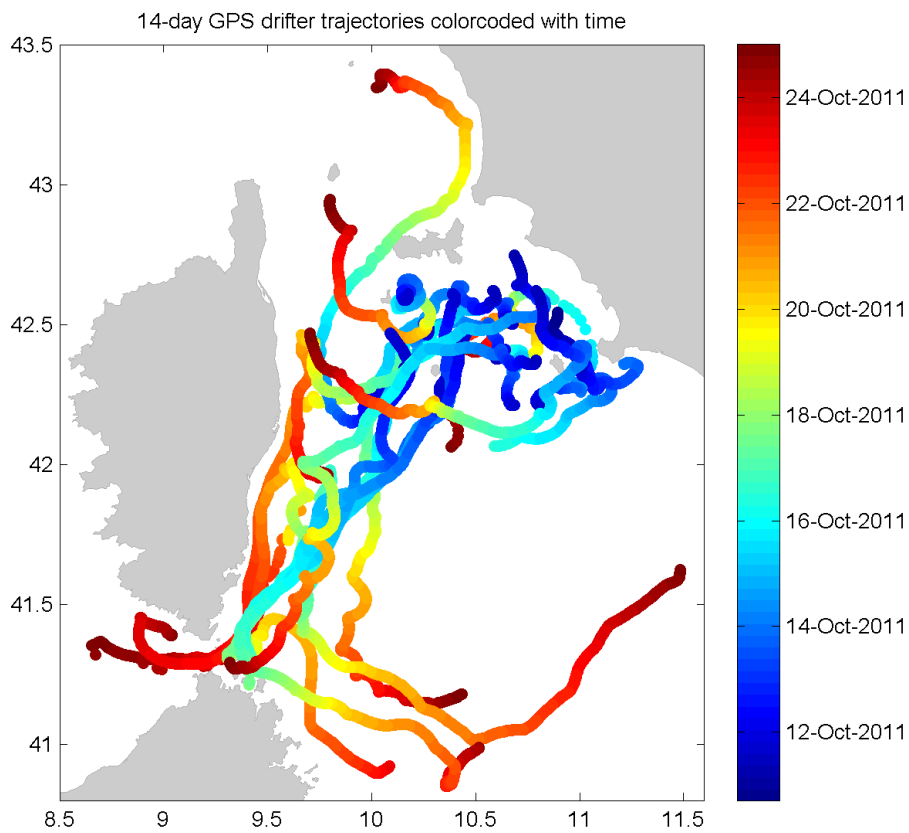 14-day GPS drifter trajectories colorcoded with time
43.5
43
42.5
42
41.5
41
8.5
9
9.5
10
10.5
11
11.5
24-Oct-2011
22-Oct-2011
20-Oct-2011
18-Oct-2011
16-Oct-2011
14-Oct-2011
12-Oct-2011